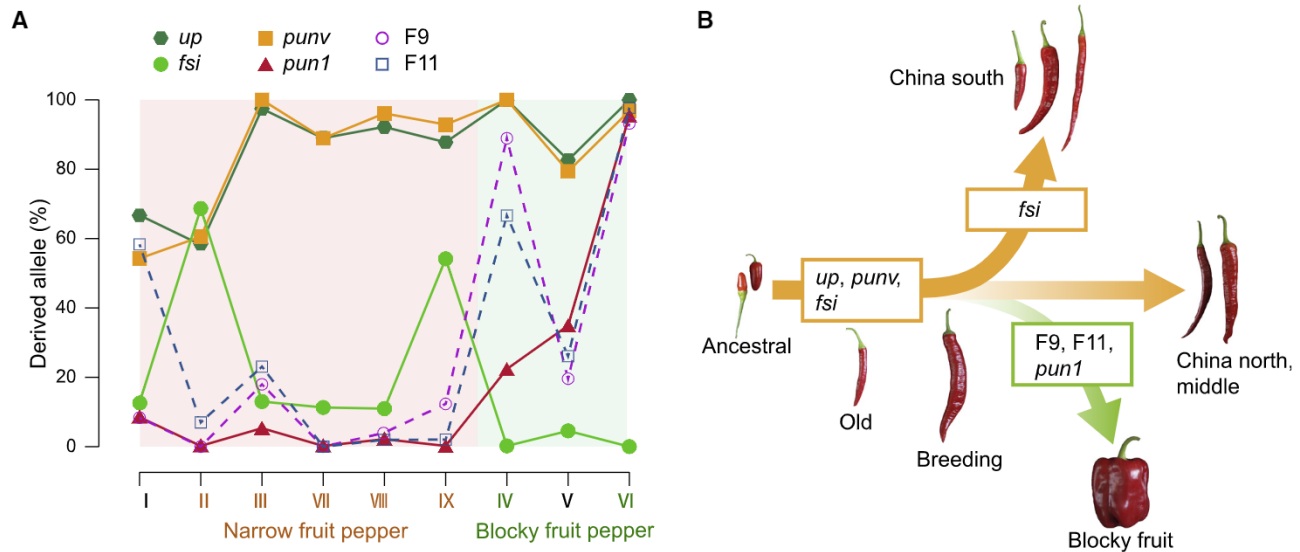 A
up
punv
F9
fsi
pun1
F11
Derived allele (%)
100
80
60
40
20
0
I II III VII VIII IX IV V VI
Narrow fruit pepper Blocky fruit pepper
B
China south
fsi
up, punv,
fsi
Ancestral
F9, F11,
pun1
China north,
middle
Old
Breeding
Blocky fruit